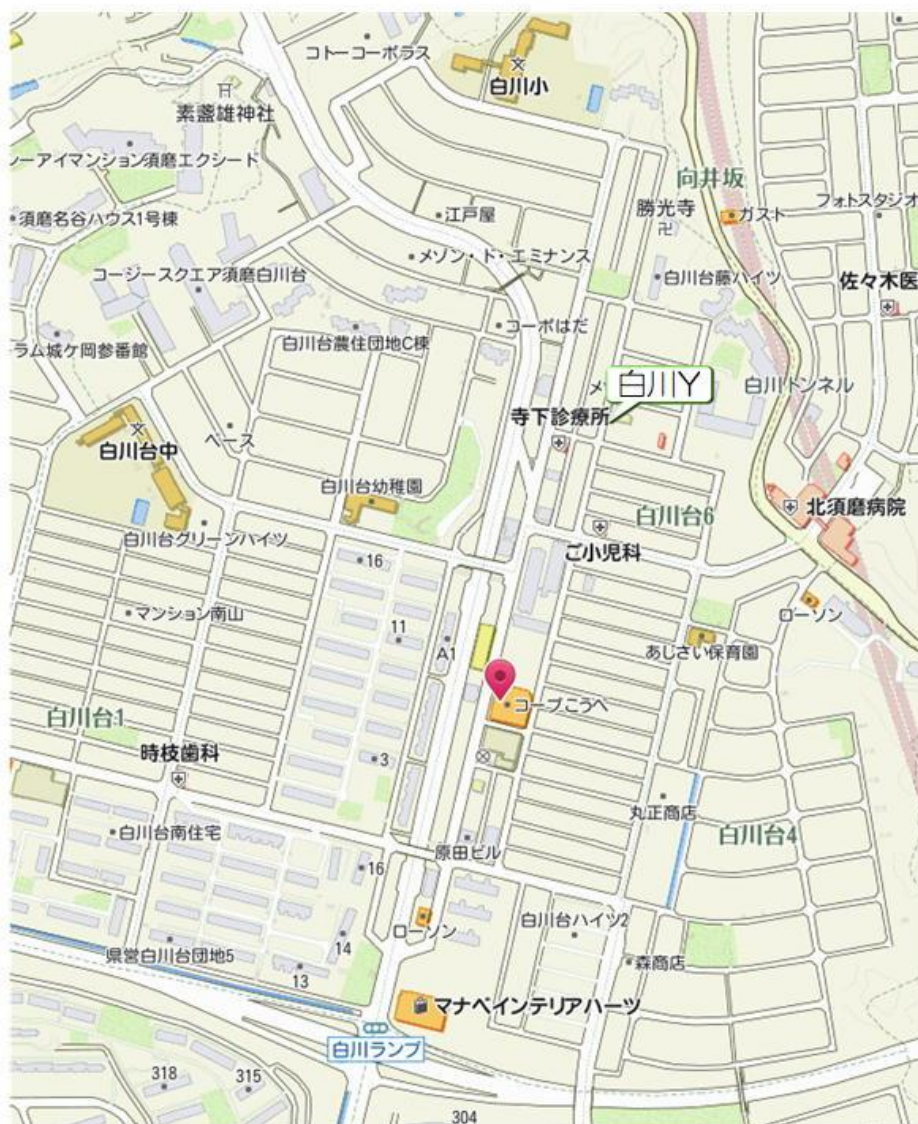 コトーコーポラス
白川小
素盞雄神社
シーアイマンション須磨エクシード
向井坂
勝光寺
ガスト
フォトスタジオ
須磨名谷ハウス1号棟
江戸屋
メゾン・ド・エミナンス
コージースクエア須磨白川台
白川台藤ハイツ
佐々木医
コーポはだ
白川台農住団地C棟
ラム城ケ岡参番館
メ
白川Y
白川トンネル
寺下診療所
ベース
白川台中
白川台幼稚園
北須磨病院
白川台6
白川台グリーンハイツ
ご小児科
16
マンション南山
11
ローソン
A1
あじさい保育園
コープこうべ
白川台1
時枝歯科
3
丸正商店
白川台南住宅
原田ビル
白川台4
16
ローソン
白川台ハイツ2
14
県営白川台団地5
13
森商店
マナベインテリアハーツ
白川ランプ
318
315
304